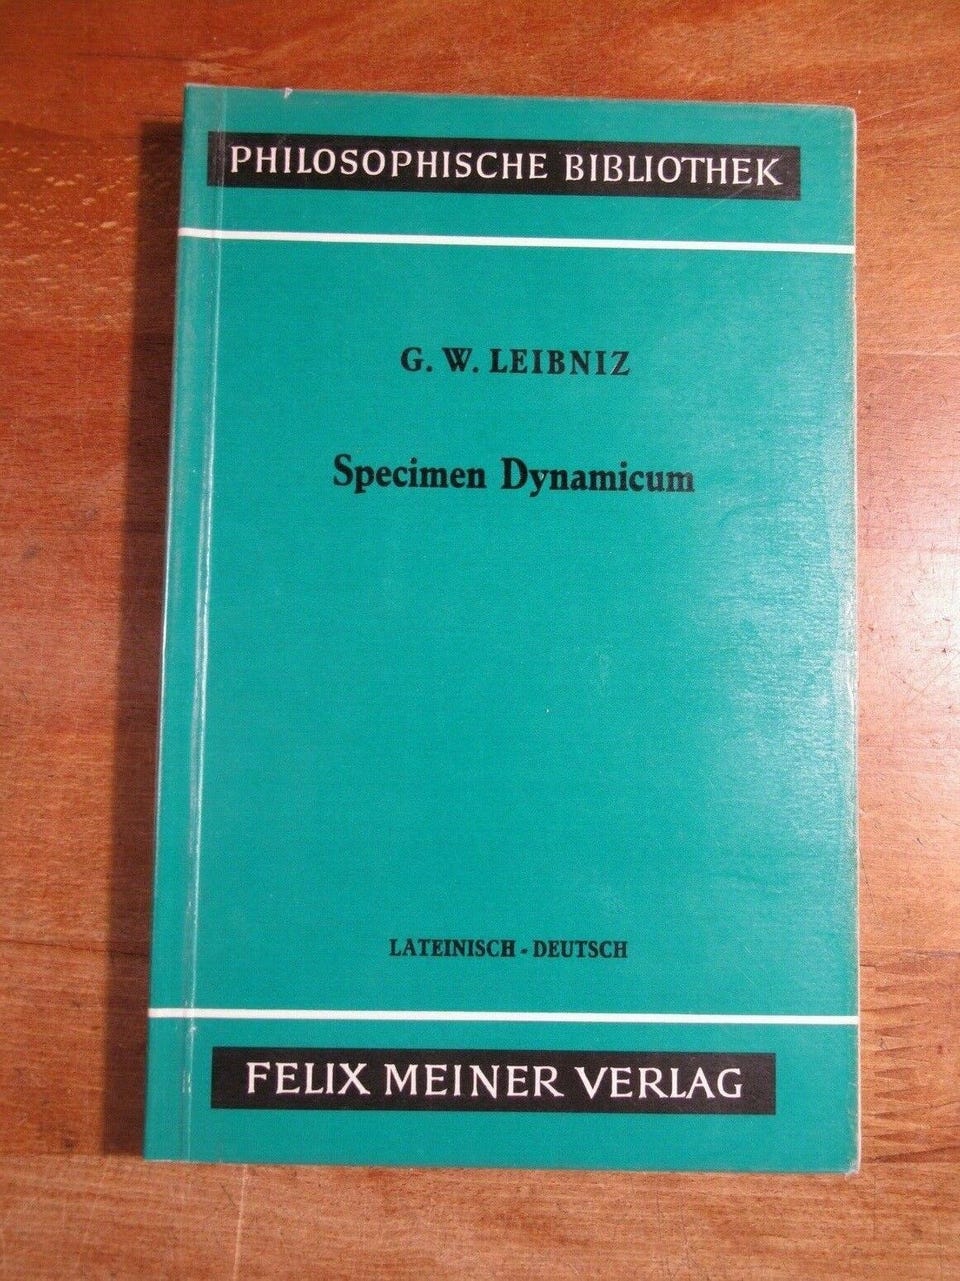 PHILOSOPHISCHE BIBLIOTHEK
G. W. LEIBNIZ
Specimen Dynamicum
LATEINISCH - DEUTSCH
FELIX MEINER VERLAG